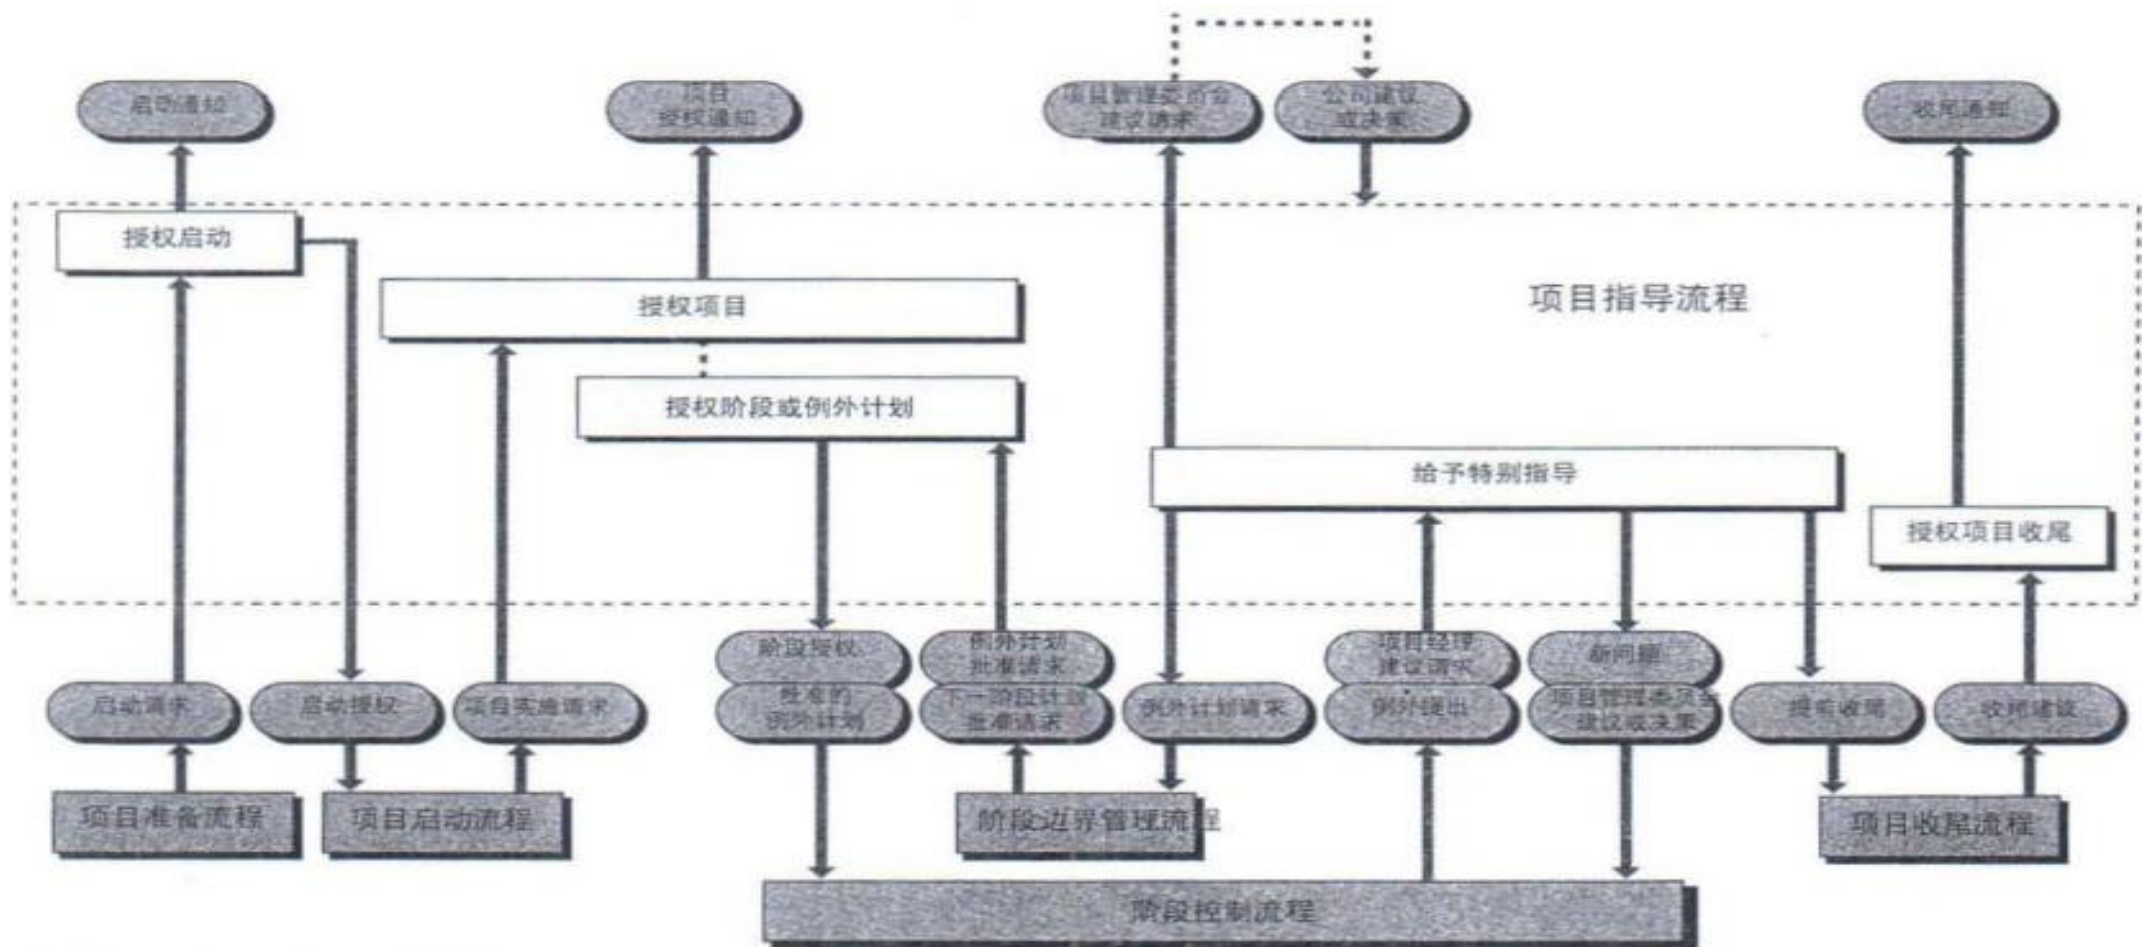 启动通知
项目
授权通知
项目管理委员会
建议请求
公司建议
或决策
收尾通知
授权启动
授权项目
项目指导流程
授权阶段或例外计划
给予特别指导
授权项目收尾
阶段授权
例外计划
批准请求
项目经理
建议请求
新问题
启动请求
启动授权
项目实施请求
批准的
例外计划
下一阶段计划
批准请求
例外计划请求
例外提出
项目管理委员会
建议或决策
提前收尾
收尾建议
项目准备流程
项目启动流程
阶段边界管理流程
项目收尾流程
阶段控制流程